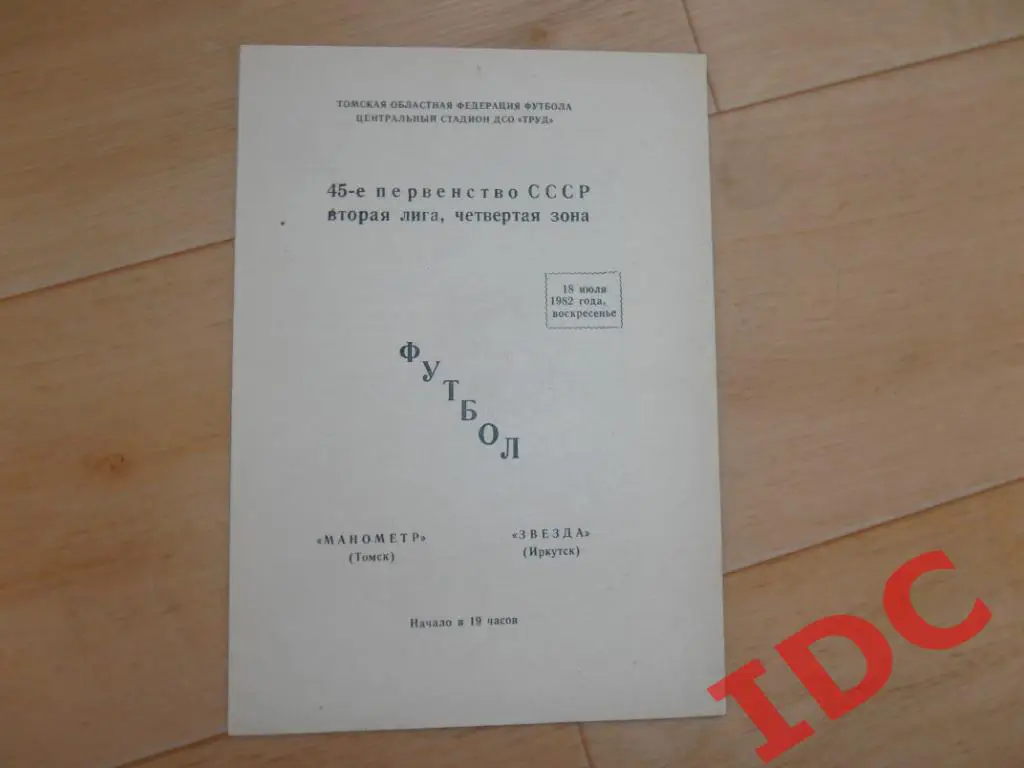 ТОМСКАЯ ОБЛАСТНАЯ ФЕДЕРАЦИЯ ФУТБОЛА
ЦЕНТРАЛЬНЫЙ СТАДИОН ДСО «ТРУД»
45-е первенство СССР
вторая лига, четвертая зона
18 июля
1982 года,
воскресенье
ФУТБОЛ
«МАНОМЕТР» «ЗВЕЗДА»
(Томск) (Иркутск)
Начало в 19 часов
IDC